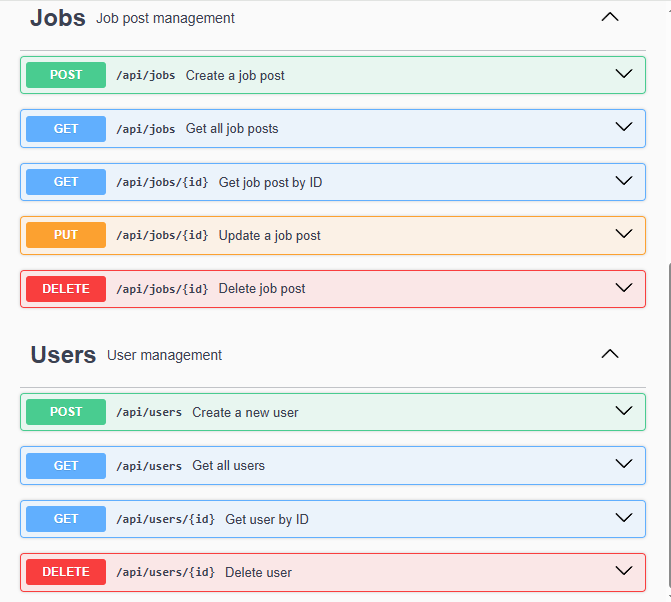 Jobs Job post management
POST /api/jobs Create a job post
GET /api/jobs Get all job posts
GET /api/jobs/{id} Get job post by ID
PUT /api/jobs/{id} Update a job post
DELETE /api/jobs/{id} Delete job post
Users User management
POST /api/users Create a new user
GET /api/users Get all users
GET /api/users/{id} Get user by ID
DELETE /api/users/{id} Delete user